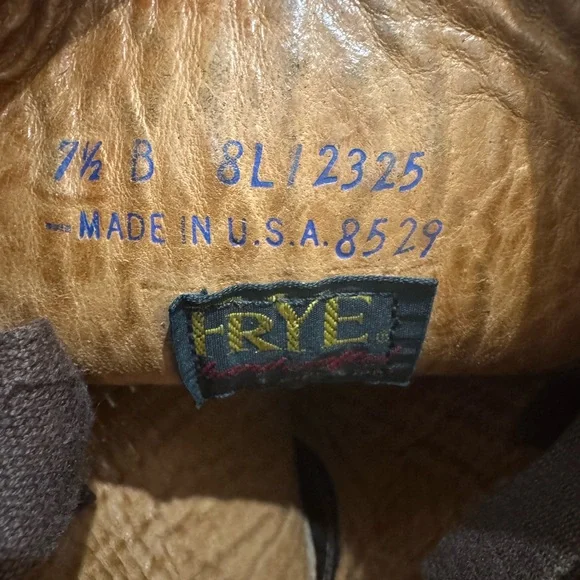 7½ B 8L12325
— MADE IN U.S.A. 8529
FRYE